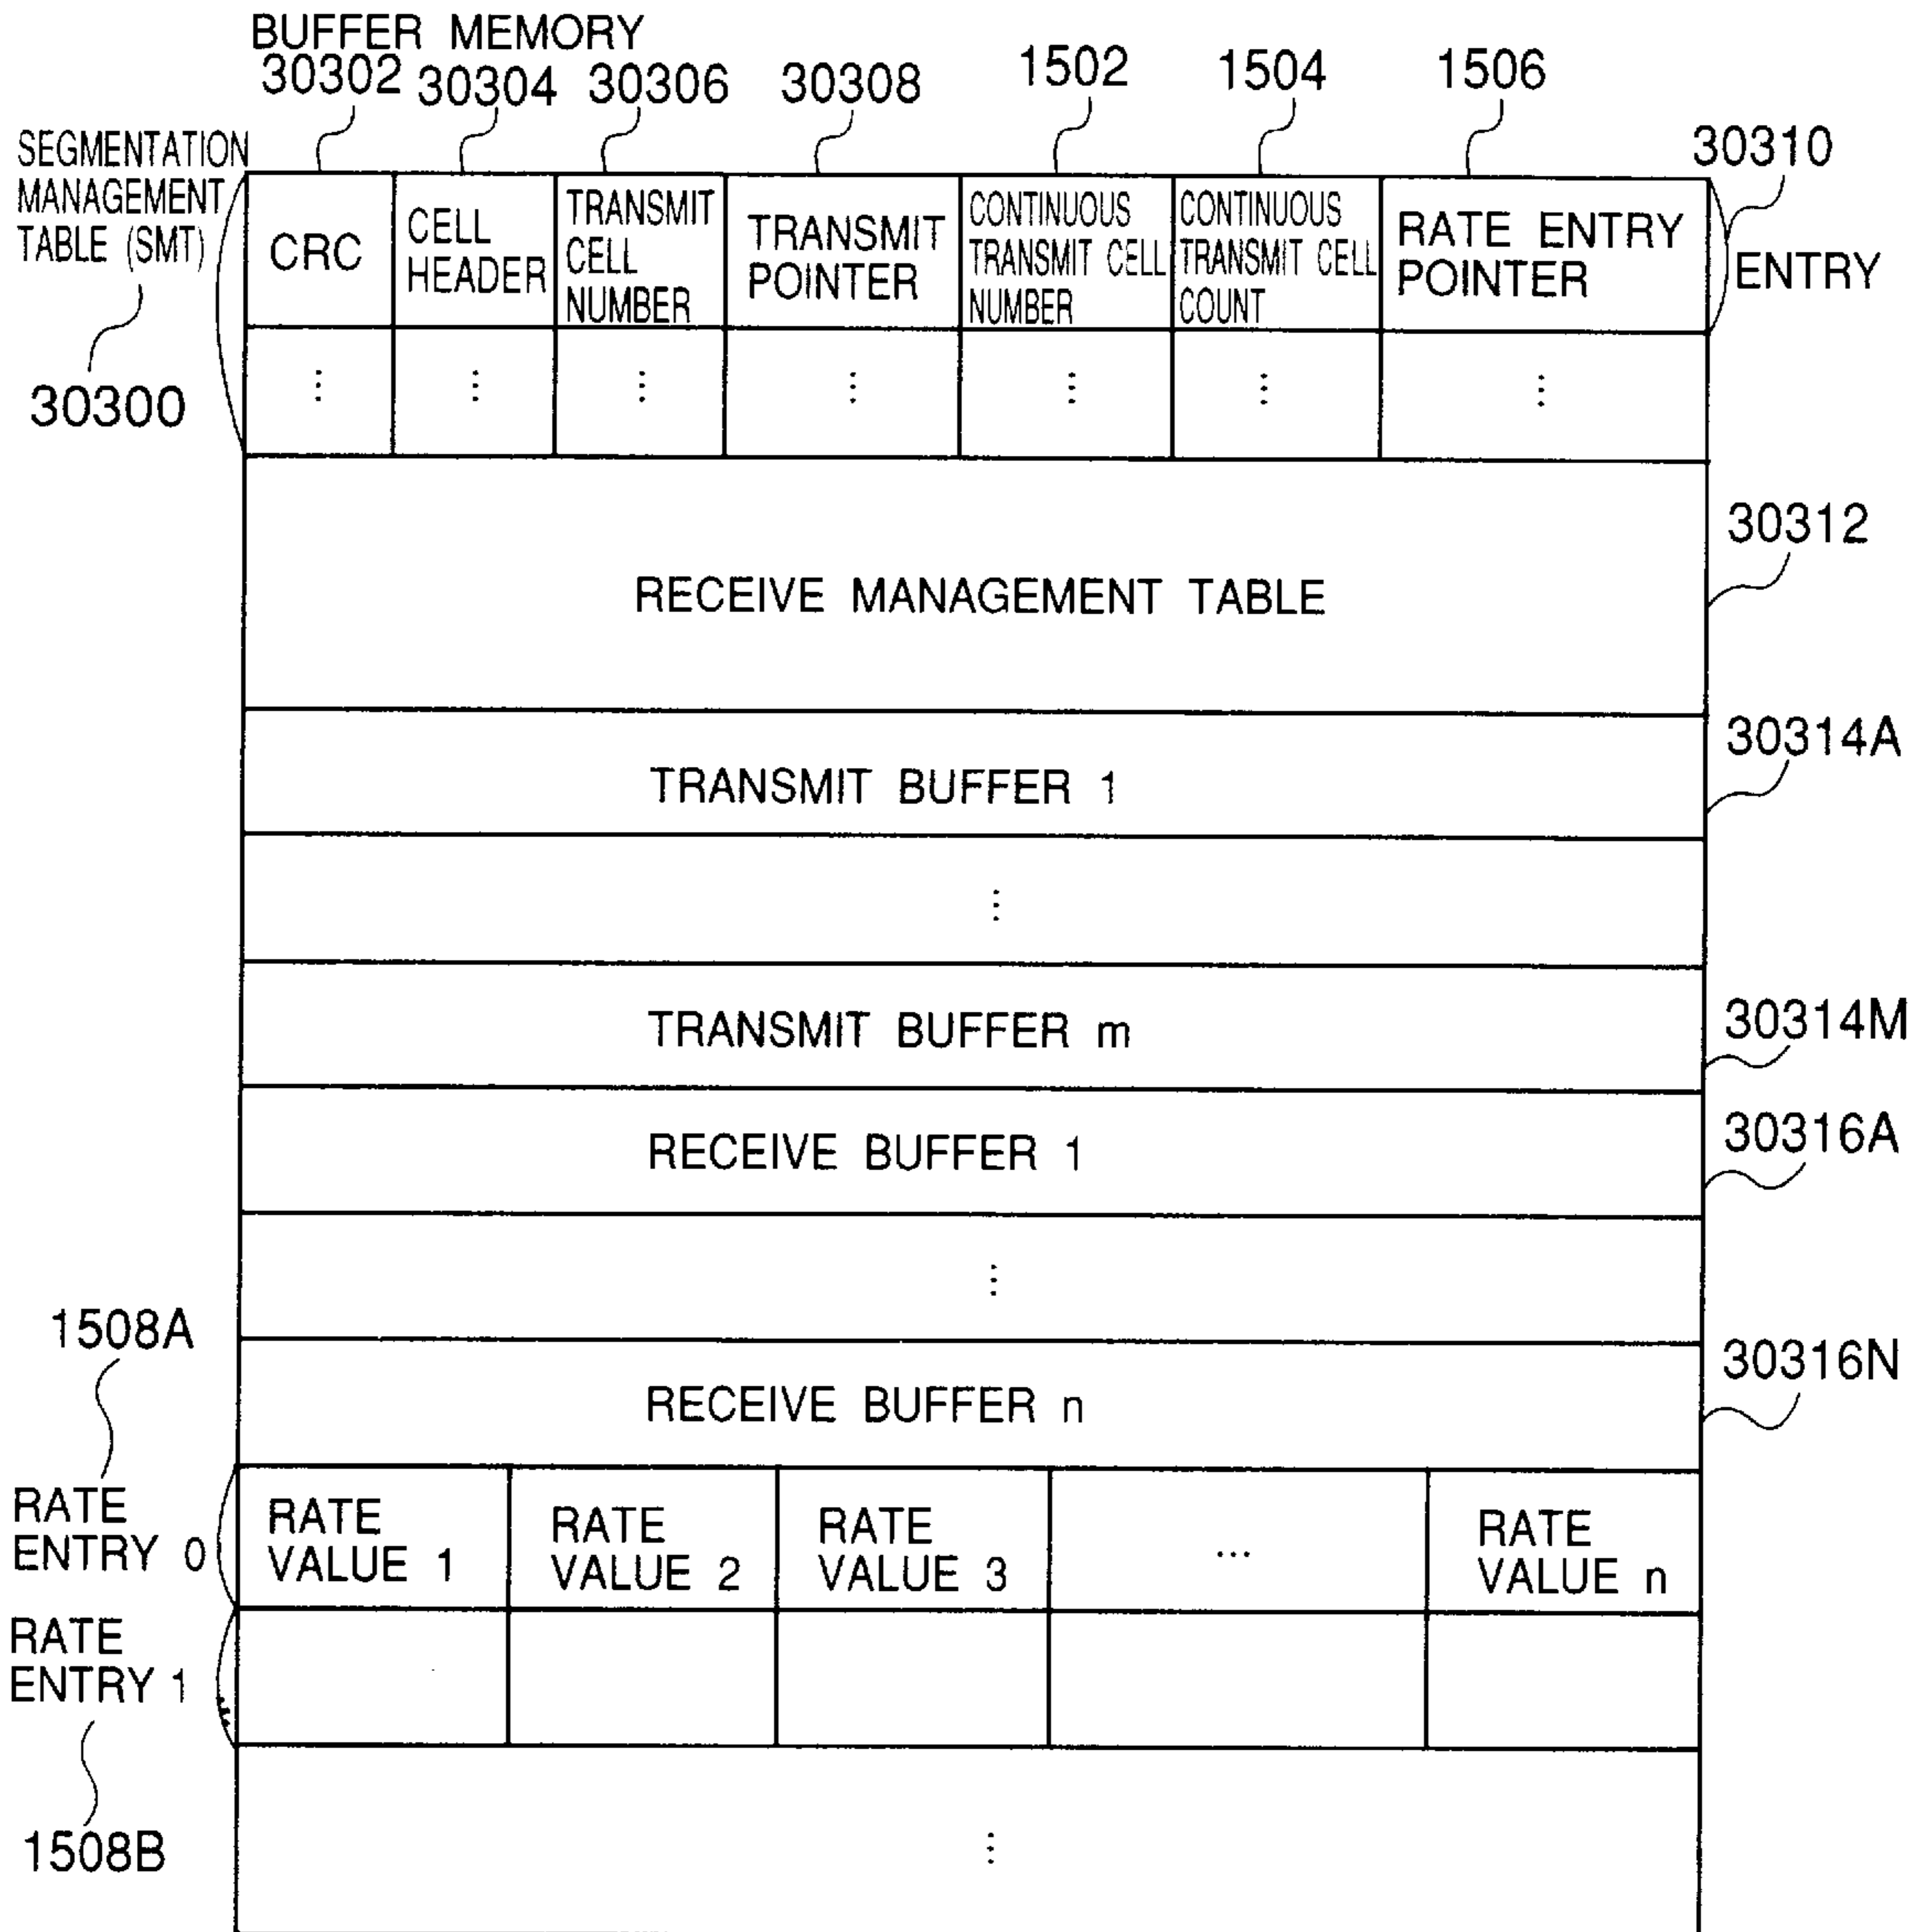 BUFFER MEMORY
30302 30304 30306 30308 1502 1504 1506
SEGMENTATION
MANAGEMENT
TABLE (SMT)
30300
30310
ENTRY
CRC
CELL
HEADER
TRANSMIT
CELL
NUMBER
TRANSMIT
POINTER
CONTINUOUS
TRANSMIT CELL
NUMBER
CONTINUOUS
TRANSMIT CELL
COUNT
RATE ENTRY
POINTER
⋮ ⋮ ⋮ ⋮ ⋮ ⋮ ⋮
RECEIVE MANAGEMENT TABLE
30312
TRANSMIT BUFFER 1
30314A
⋮
TRANSMIT BUFFER m
30314M
RECEIVE BUFFER 1
30316A
⋮
RECEIVE BUFFER n
30316N
1508A
RATE
ENTRY 0
RATE
VALUE 1
RATE
VALUE 2
RATE
VALUE 3
...
RATE
VALUE n
RATE
ENTRY 1
1508B
⋮